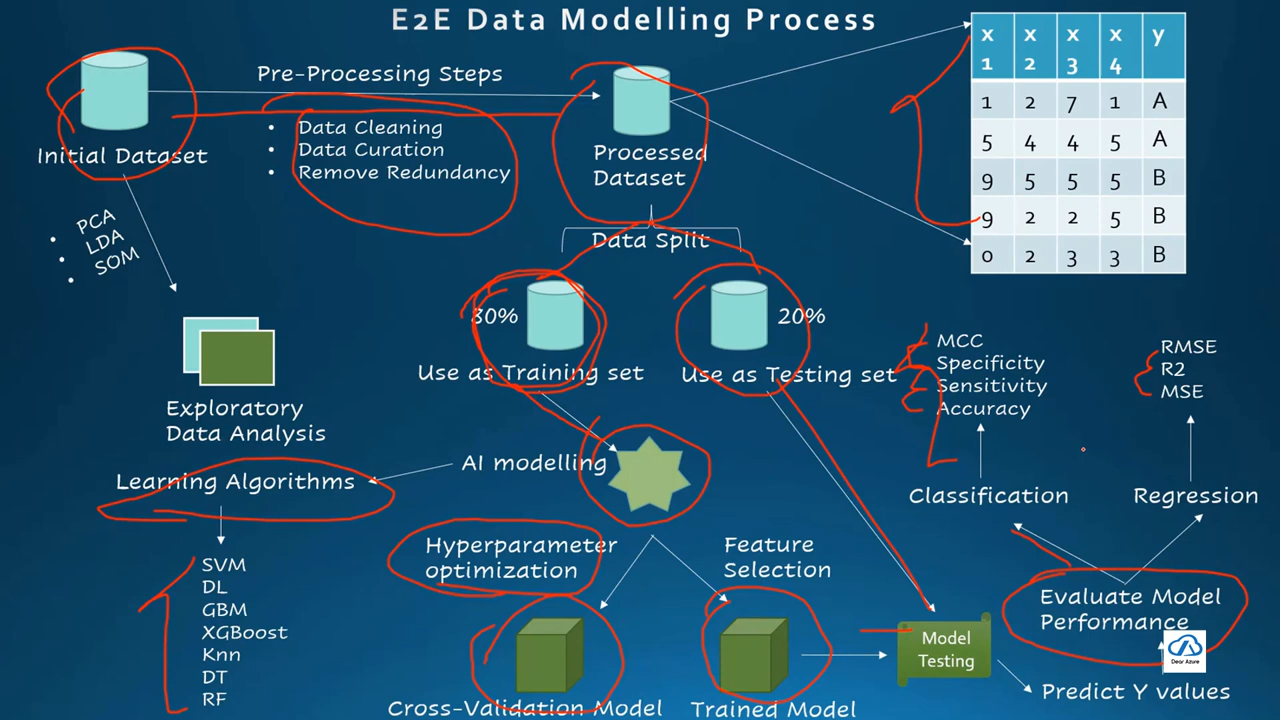 E2E Data Modelling Process
Pre-Processing Steps
Initial Dataset
• Data Cleaning
• Data Curation
• Remove Redundancy
Processed
Dataset
x x x x y
1 2 3 4
1 2 7 1 A
5 4 4 5 A
9 5 5 5 B
9 2 2 5 B
0 2 3 3 B
• PCA
• LDA
• SOM
Data Split
80%
20%
Use as Training set
Use as Testing set
Exploratory
Data Analysis
MCC
Specificity
Sensitivity
Accuracy
RMSE
R2
MSE
AI modelling
Learning Algorithms
Classification
Regression
SVM
DL
GBM
XGBoost
Knn
DT
RF
Hyperparameter
optimization
Feature
Selection
Cross-Validation Model
Trained Model
Model
Testing
Evaluate Model
Performance
Dear Azure
Predict Y values